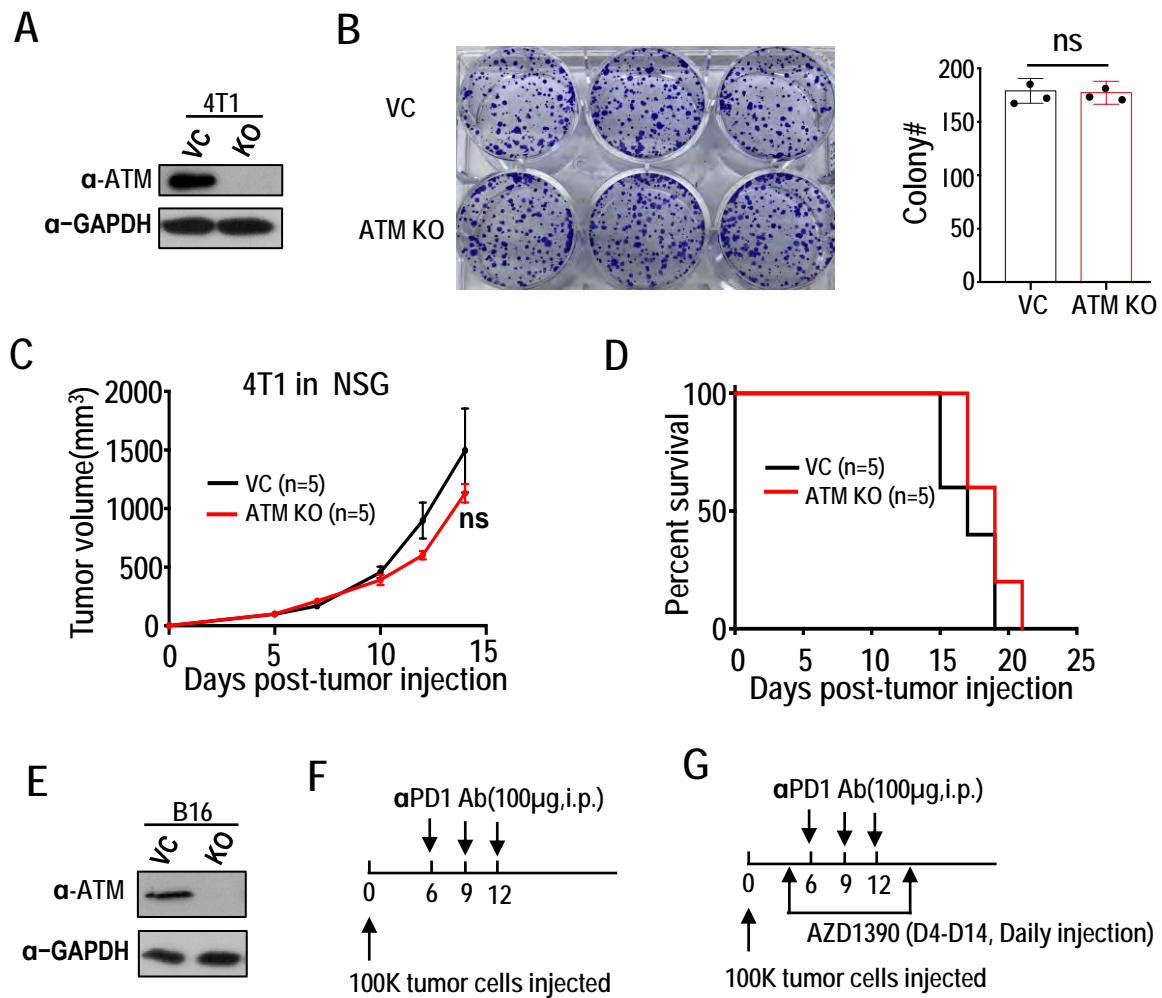 A
4T1
VC KO
α-ATM
α-GAPDH
B
VC
ATM KO
ns
200
150
100
50
0
Colony#
VC ATM KO
C
4T1 in NSG
2000
1500
1000
500
0
Tumor volume(mm³)
VC (n=5)
ATM KO (n=5)
ns
0 5 10 15
Days post-tumor injection
D
100
50
0
Percent survival
VC (n=5)
ATM KO (n=5)
0 5 10 15 20 25
Days post-tumor injection
E
B16
VC KO
α-ATM
α-GAPDH
F
αPD1 Ab(100µg,i.p.)
0 6 9 12
100K tumor cells injected
G
αPD1 Ab(100µg,i.p.)
0 6 9 12
AZD1390 (D4-D14, Daily injection)
100K tumor cells injected